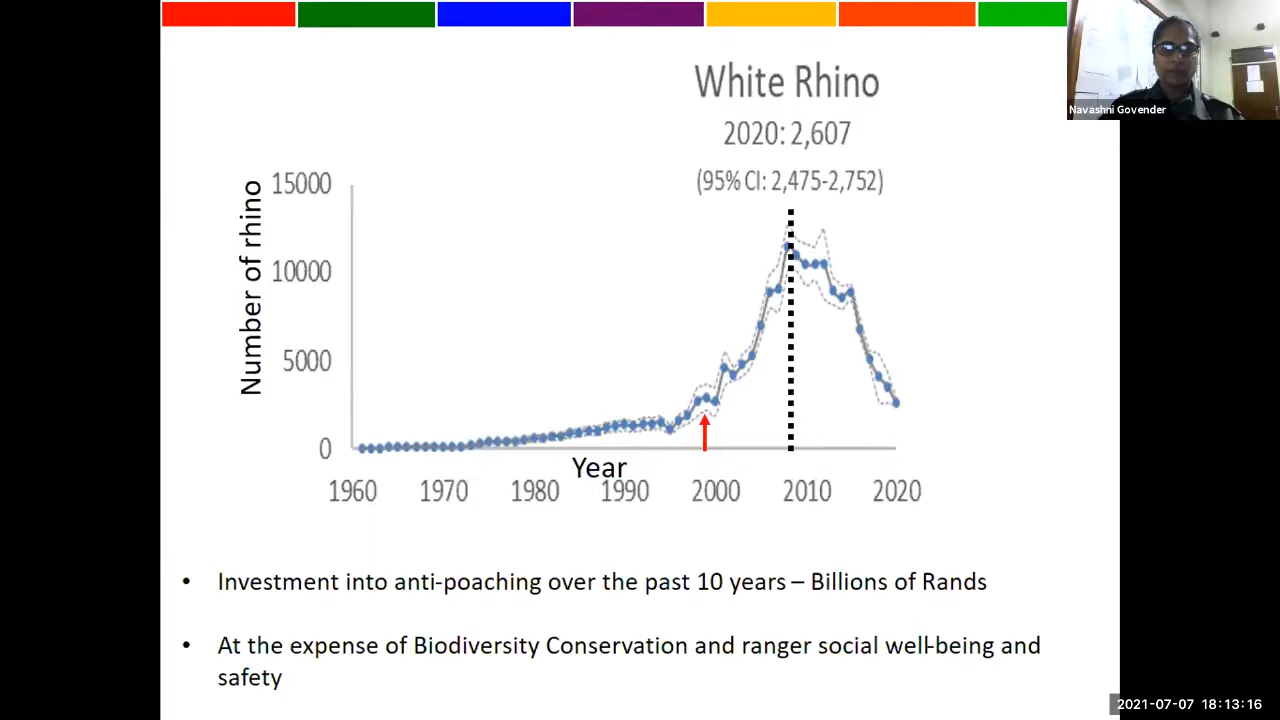 White Rhino
2020: 2,607
(95% CI: 2,475-2,752)
Navashni Govender
Number of rhino
15000
10000
5000
0
Year
1960 1970 1980 1990 2000 2010 2020
• Investment into anti-poaching over the past 10 years – Billions of Rands
• At the expense of Biodiversity Conservation and ranger social well-being and
safety
2021-07-07 18:13:16